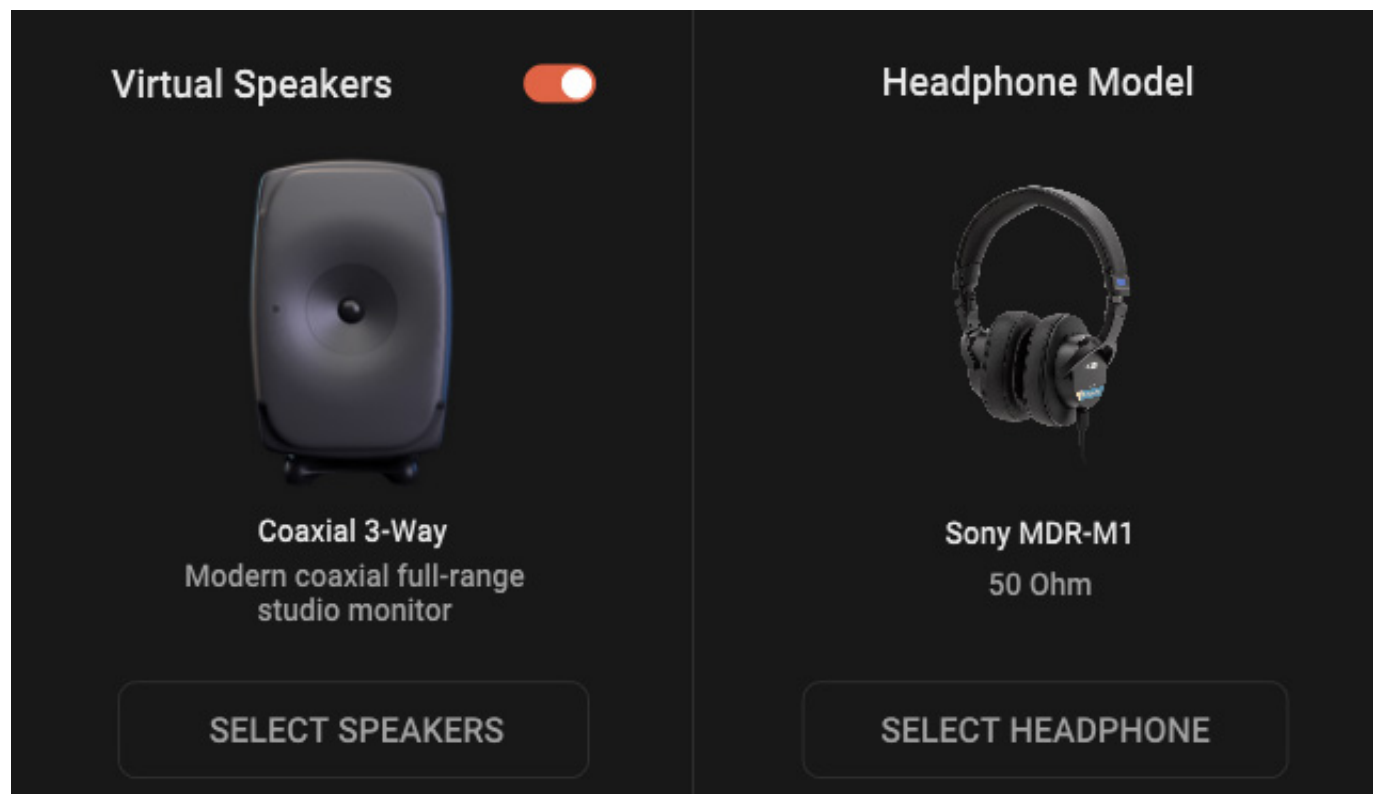 Virtual Speakers
Coaxial 3-Way
Modern coaxial full-range
studio monitor
SELECT SPEAKERS
Headphone Model
Sony MDR-M1
50 Ohm
SELECT HEADPHONE